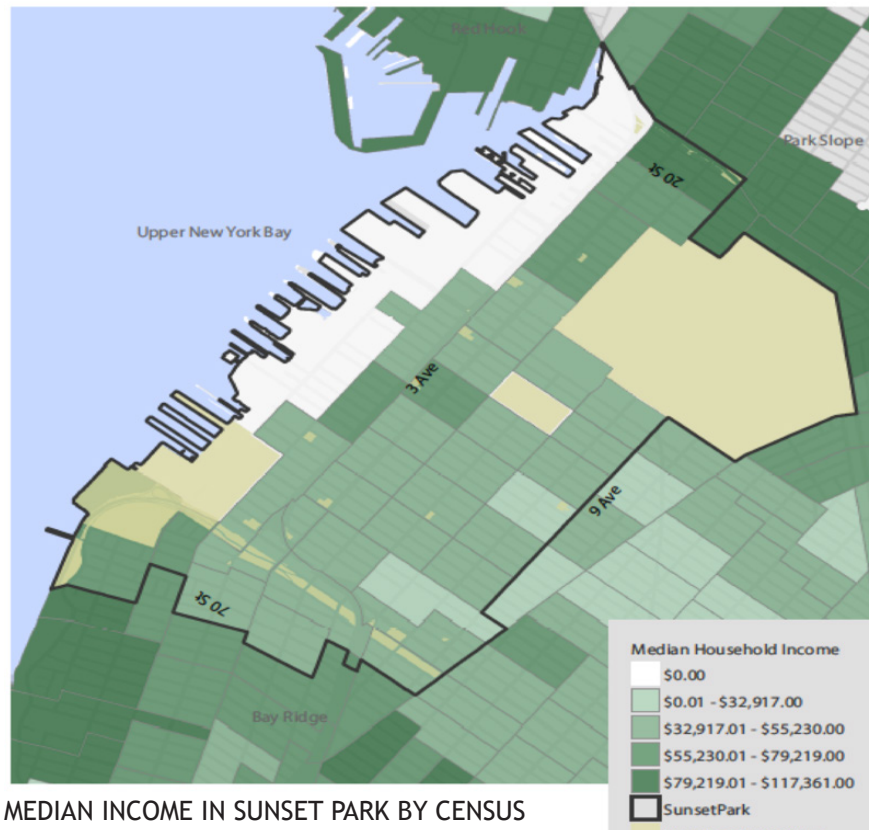 Red Hook
Park Slope
20 St
Upper New York Bay
3 Ave
9 Ave
70 St
Bay Ridge
Median Household Income
$0.00
$0.01 - $32,917.00
$32,917.01 - $55,230.00
$55,230.01 - $79,219.00
$79,219.01 - $117,361.00
SunsetPark
MEDIAN INCOME IN SUNSET PARK BY CENSUS